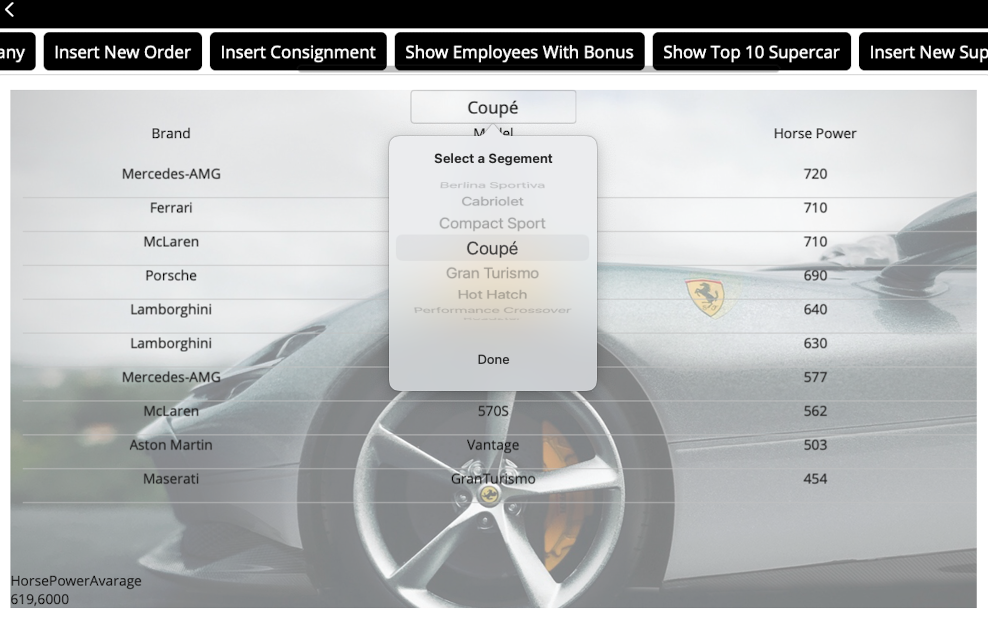 any Insert New Order Insert Consignment Show Employees With Bonus Show Top 10 Supercar Insert New Sup
Coupé
Brand Model Horse Power
Select a Segement
Berlina Sportiva
Cabriolet
Compact Sport
Coupé
Gran Turismo
Hot Hatch
Performance Crossover
Done
Mercedes-AMG 720
Ferrari 710
McLaren 710
Porsche 690
Lamborghini 640
Lamborghini 630
Mercedes-AMG 577
McLaren 570S 562
Aston Martin Vantage 503
Maserati GranTurismo 454
HorsePowerAvarage
619,6000